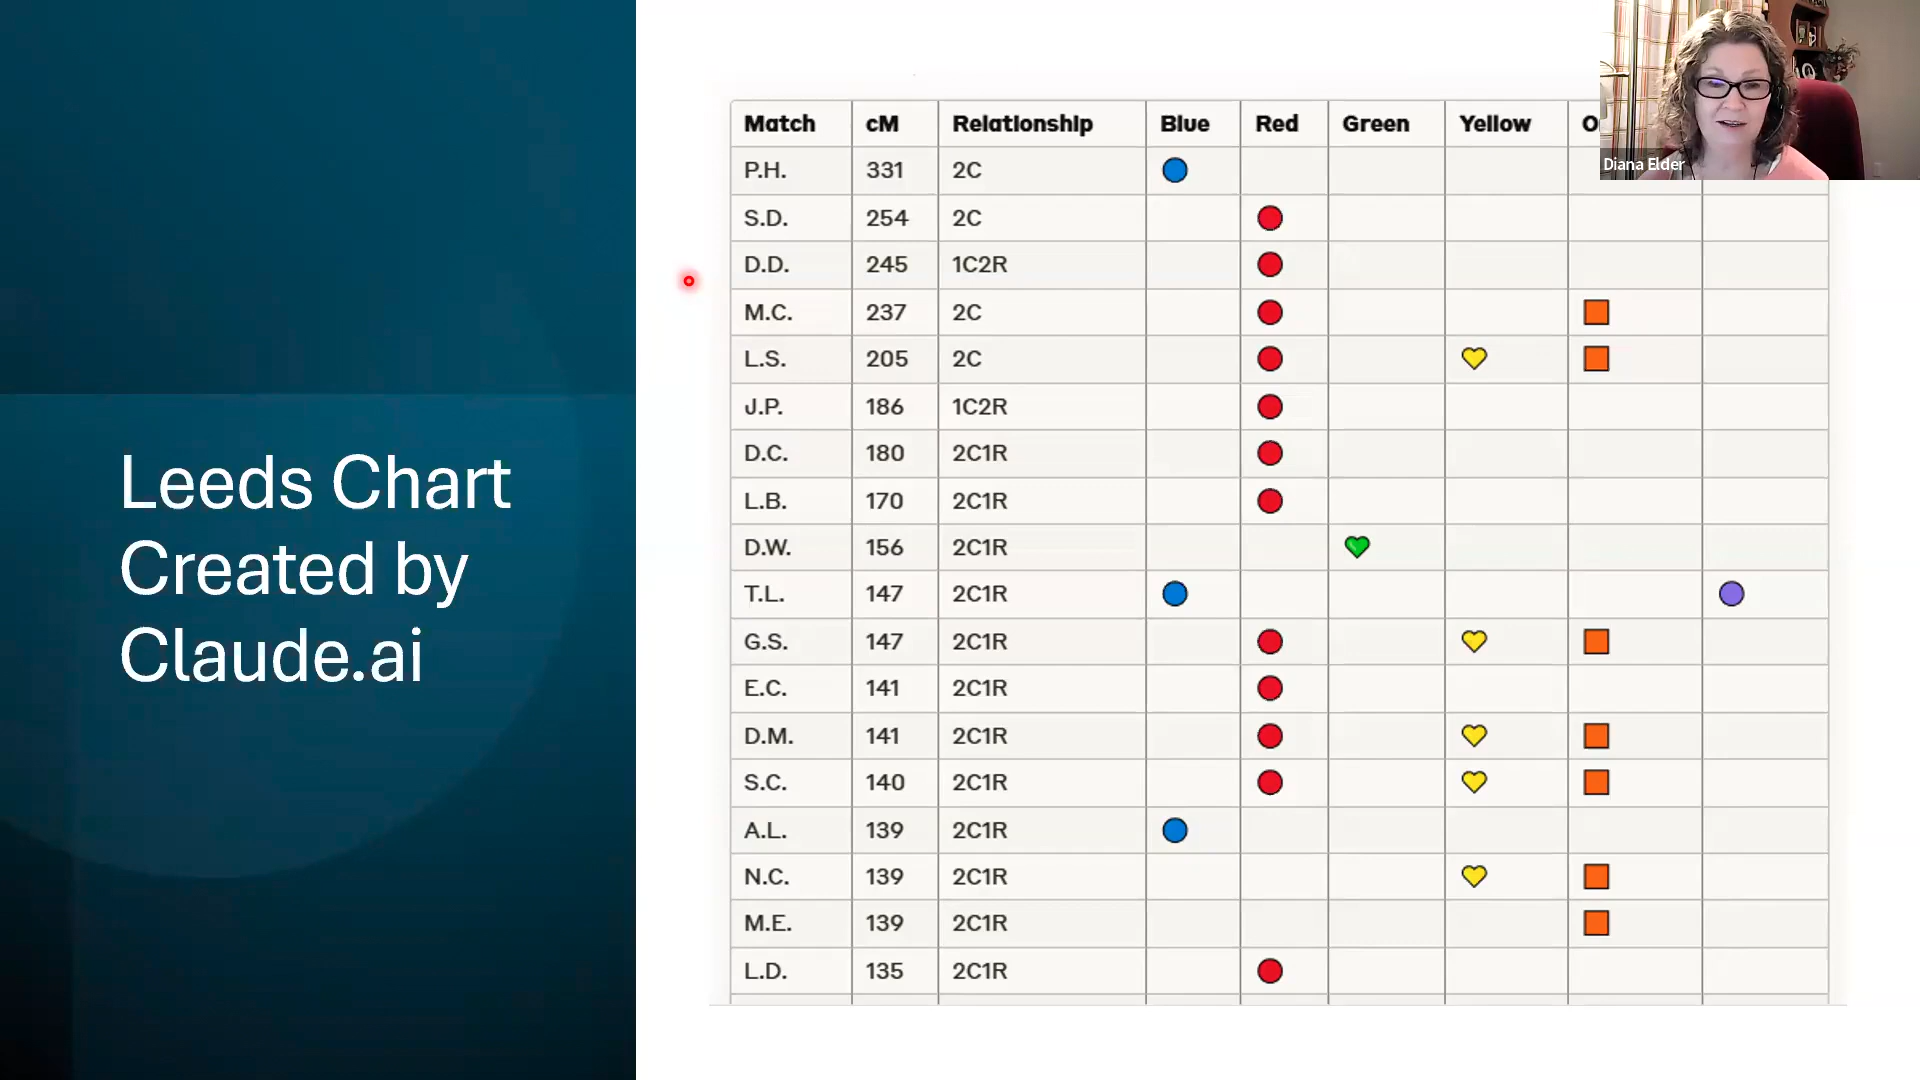 Leeds Chart
Created by
Claude.ai
Match cM Relationship Blue Red Green Yellow
P.H. 331 2C
S.D. 254 2C
D.D. 245 1C2R
M.C. 237 2C
L.S. 205 2C
J.P. 186 1C2R
D.C. 180 2C1R
L.B. 170 2C1R
D.W. 156 2C1R
T.L. 147 2C1R
G.S. 147 2C1R
E.C. 141 2C1R
D.M. 141 2C1R
S.C. 140 2C1R
A.L. 139 2C1R
N.C. 139 2C1R
M.E. 139 2C1R
L.D. 135 2C1R
Diana Elder